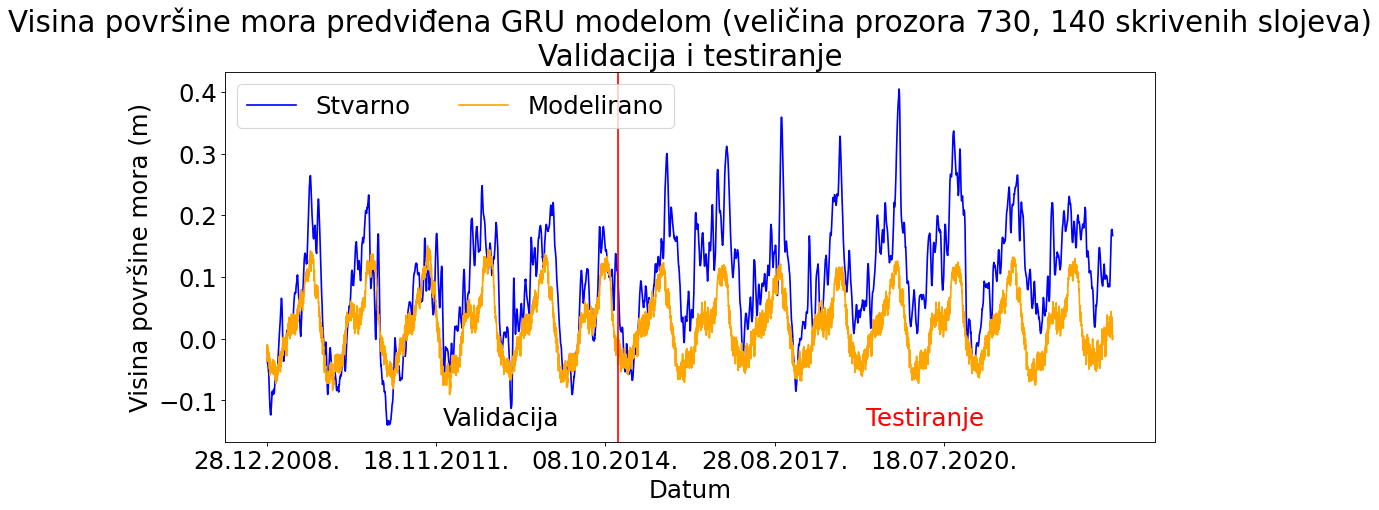 Visina površine mora predviđena GRU modelom (veličina prozora 730, 140 skrivenih slojeva)
Validacija i testiranje
Stvarno
Modelirano
Visina površine mora (m)
0.4
0.3
0.2
0.1
0.0
−0.1
Validacija
Testiranje
28.12.2008.
18.11.2011.
08.10.2014.
28.08.2017.
18.07.2020.
Datum